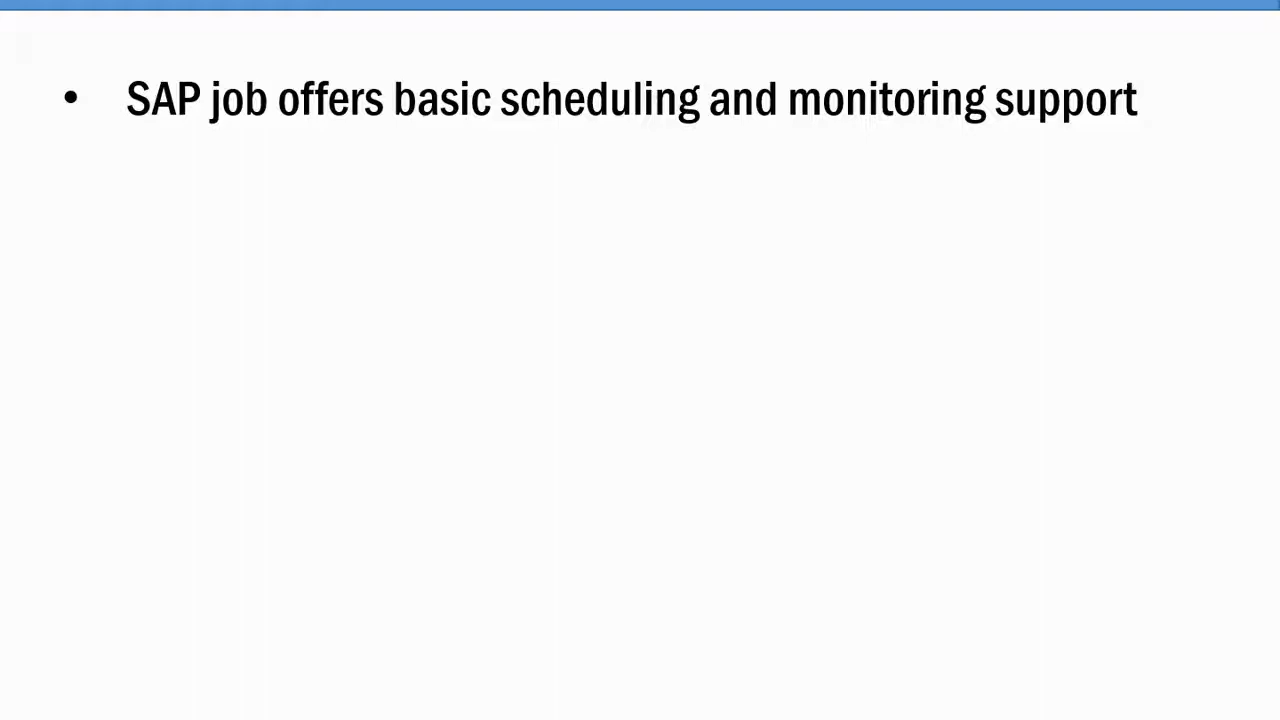 • SAP job offers basic scheduling and monitoring support